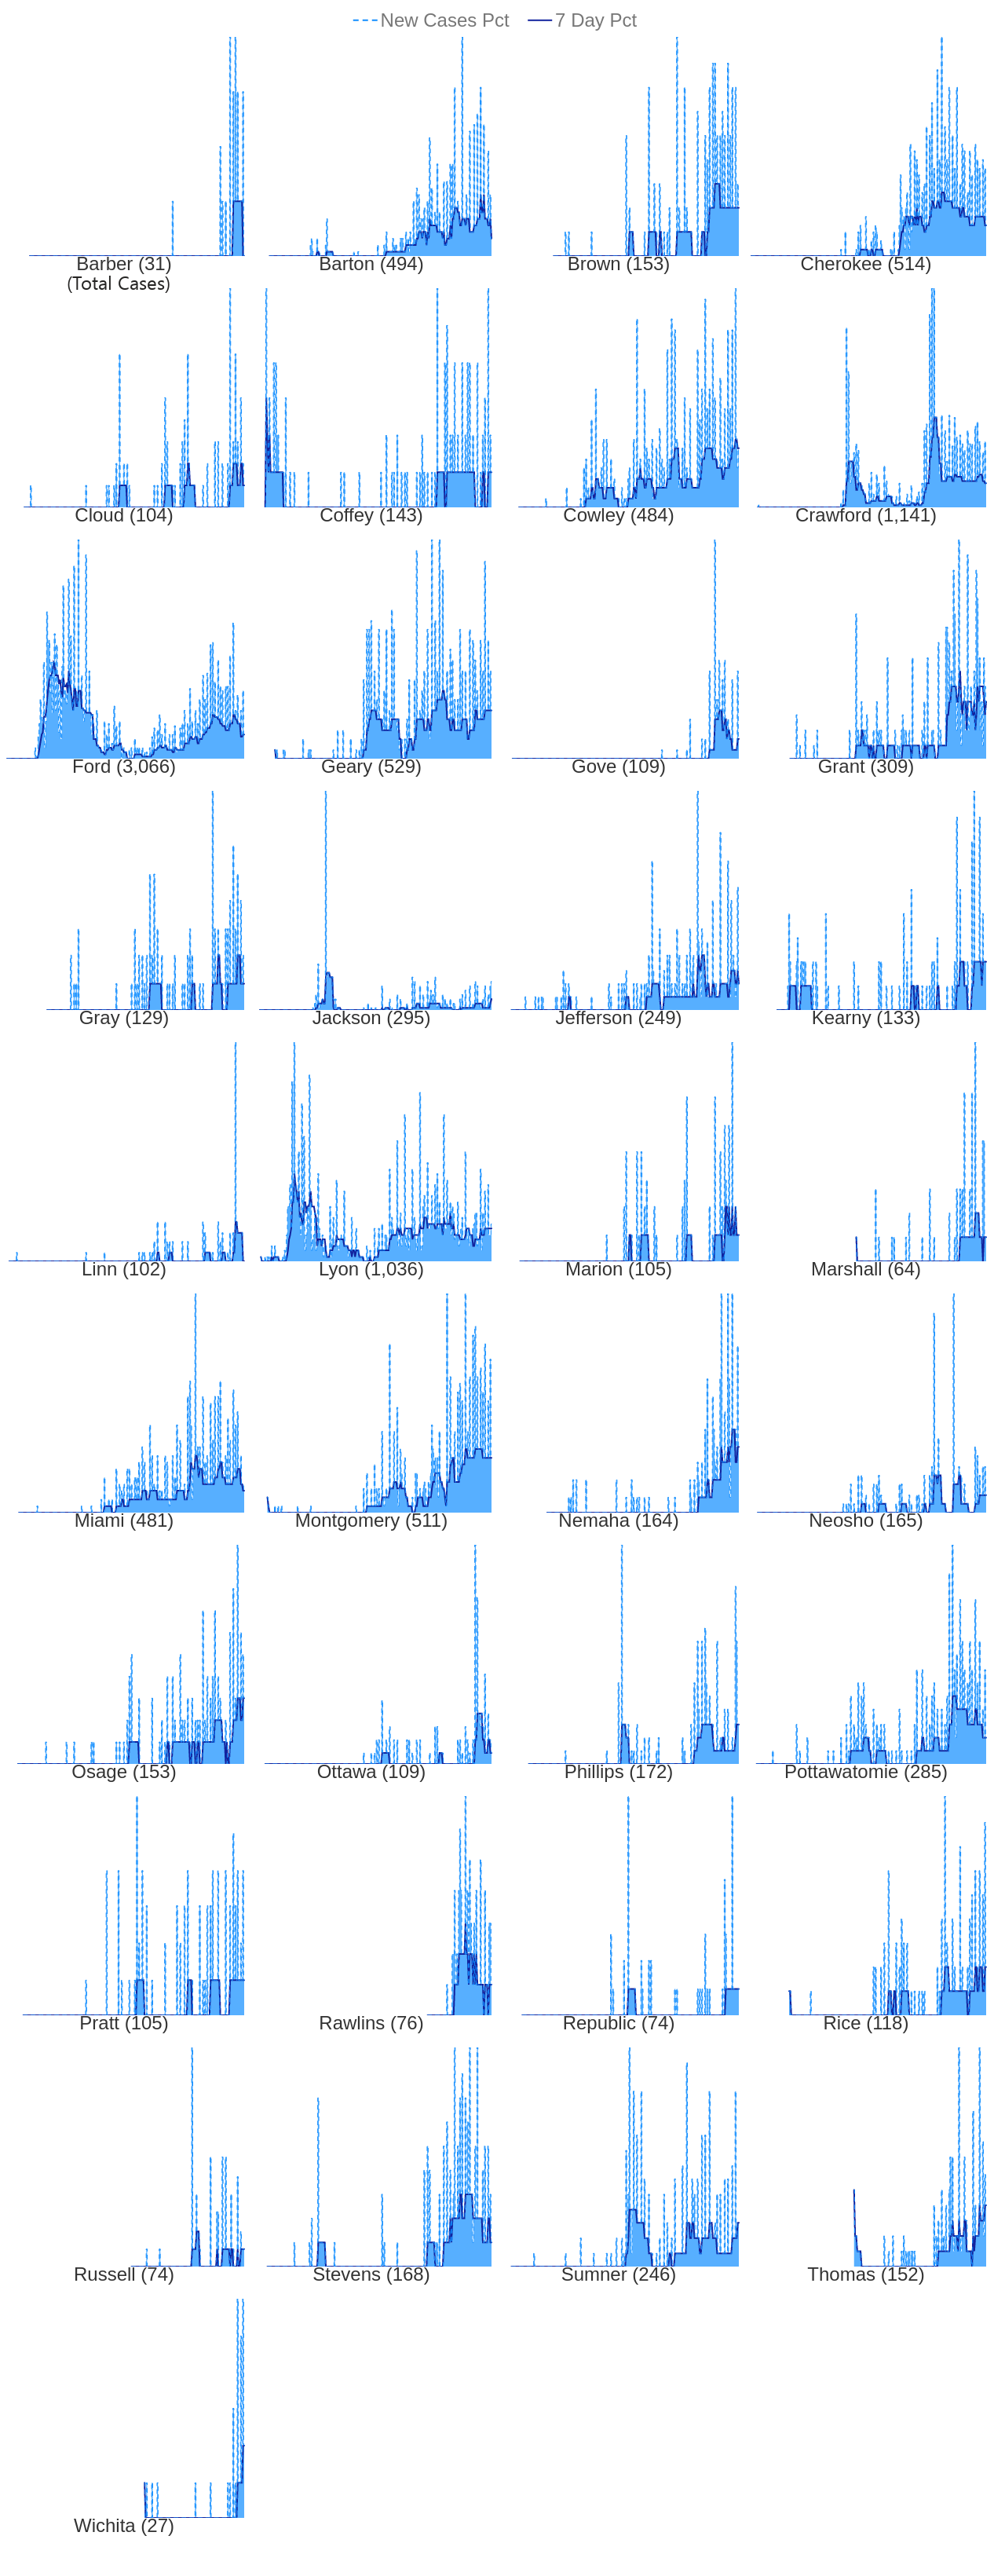 New Cases Pct 7 Day Pct
Barber (31) Barton (494) Brown (153) Cherokee (514)
(Total Cases)
Cloud (104) Coffey (143) Cowley (484) Crawford (1,141)
Ford (3,066) Geary (529) Gove (109) Grant (309)
Gray (129) Jackson (295) Jefferson (249) Kearny (133)
Linn (102) Lyon (1,036) Marion (105) Marshall (64)
Miami (481) Montgomery (511) Nemaha (164) Neosho (165)
Osage (153) Ottawa (109) Phillips (172) Pottawatomie (285)
Pratt (105) Rawlins (76) Republic (74) Rice (118)
Russell (74) Stevens (168) Sumner (246) Thomas (152)
Wichita (27)